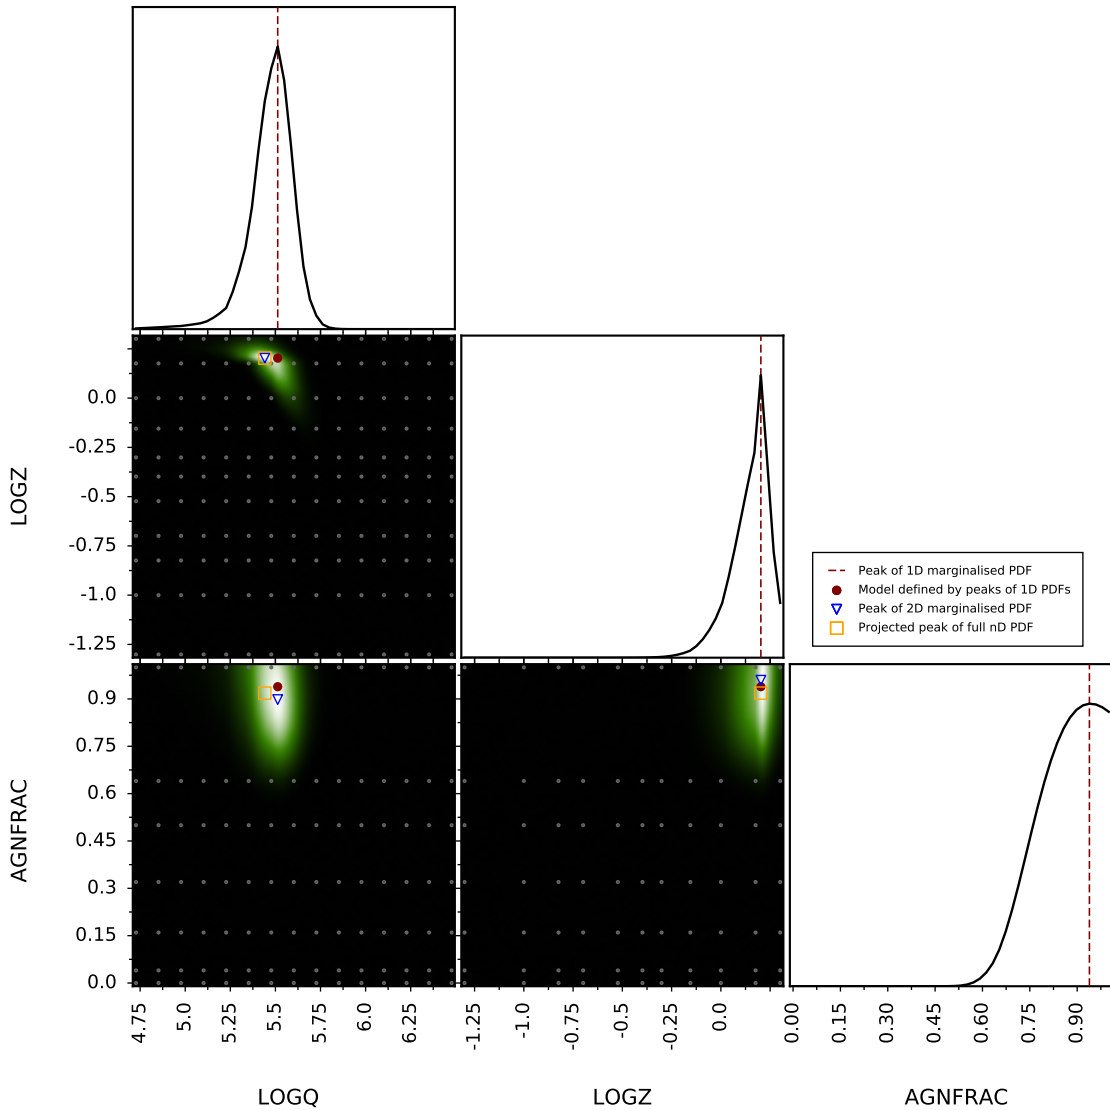 LOGZ
0.0
-0.25
-0.5
-0.75
-1.0
-1.25
Peak of 1D marginalised PDF
Model defined by peaks of 1D PDFs
Peak of 2D marginalised PDF
Projected peak of full nD PDF
AGNFRAC
0.9
0.75
0.6
0.45
0.3
0.15
0.0
4.75 5.0 5.25 5.5 5.75 6.0 6.25
-1.25 -1.0 -0.75 -0.5 -0.25 0.0
0.00 0.15 0.30 0.45 0.60 0.75 0.90
LOGQ LOGZ AGNFRAC